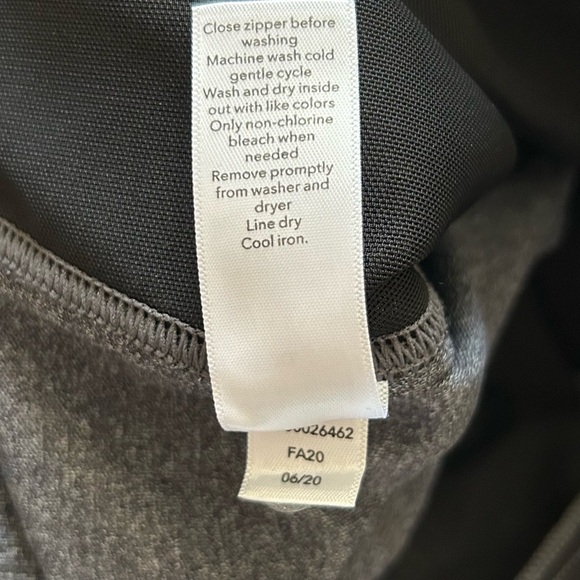 Close zipper before
washing
Machine wash cold
gentle cycle
Wash and dry inside
out with like colors
Only non-chlorine
bleach when
needed
Remove promptly
from washer and
dryer
Line dry
Cool iron.
FA20
06/20